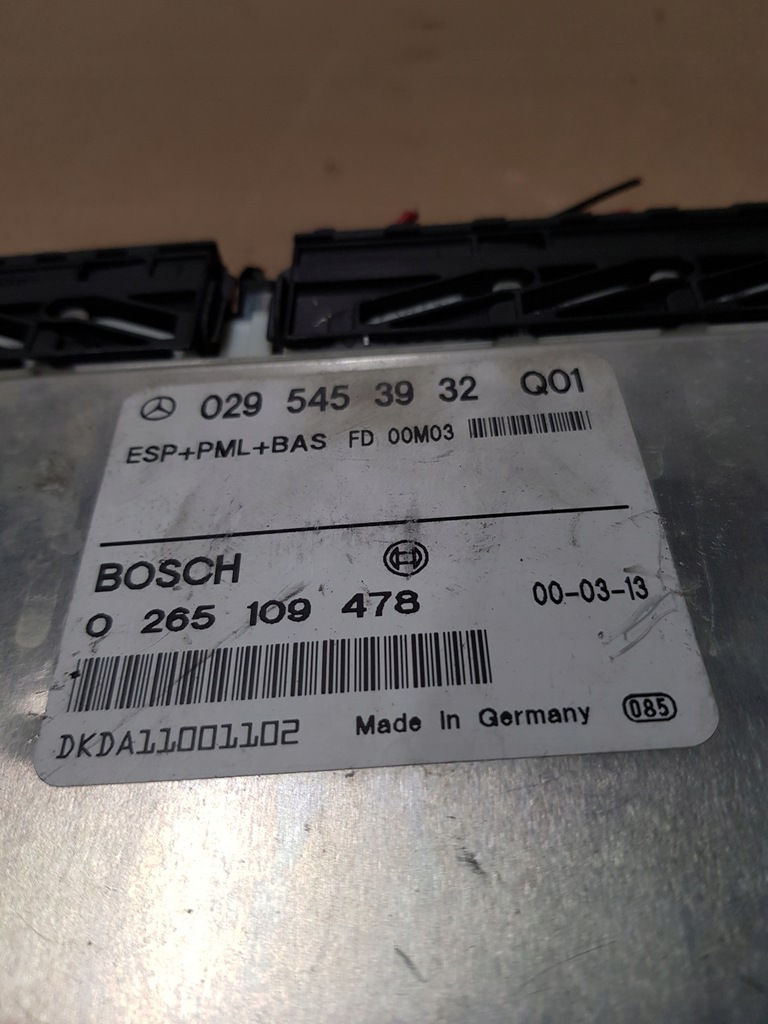 029 545 39 32 Q01
ESP+PML+BAS FD 00M03
BOSCH
0 265 109 478 00-03-13
DKDA11001102 Made In Germany 085